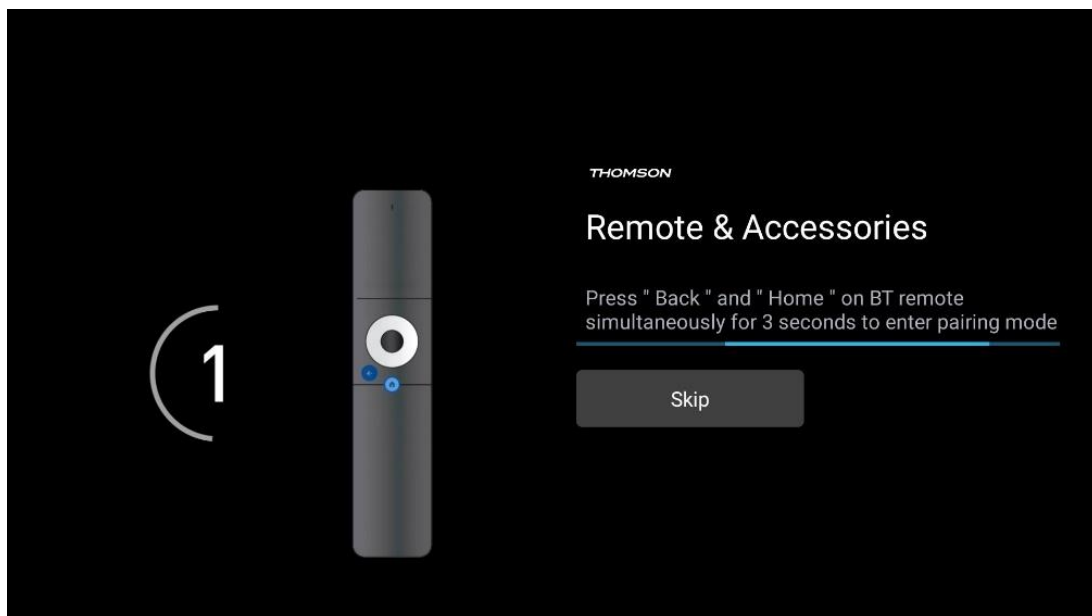 THOMSON
Remote & Accessories
Press " Back " and " Home " on BT remote
simultaneously for 3 seconds to enter pairing mode
1
Skip